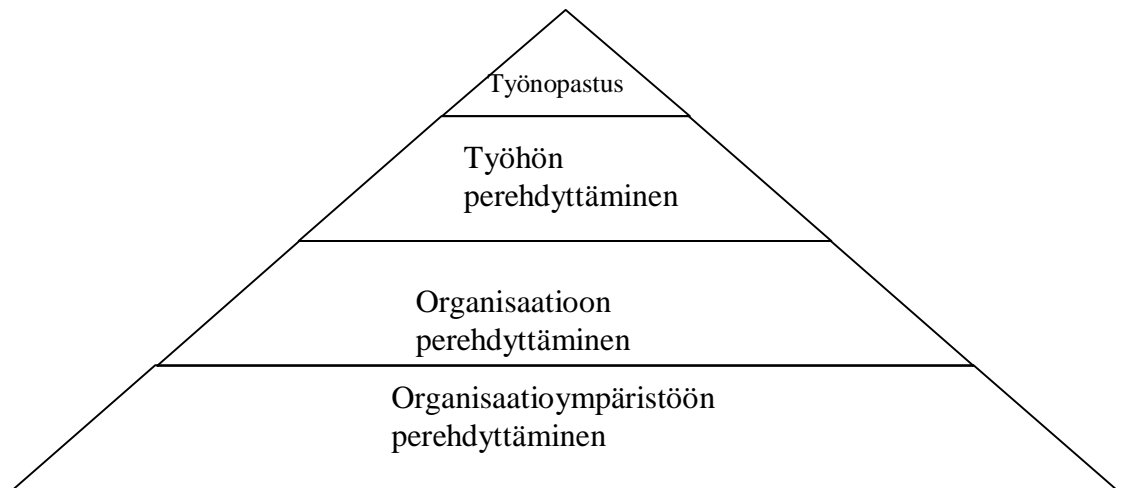 Työnopastus
Työhön
perehdyttäminen
Organisaatioon
perehdyttäminen
Organisaatioympäristöön
perehdyttäminen